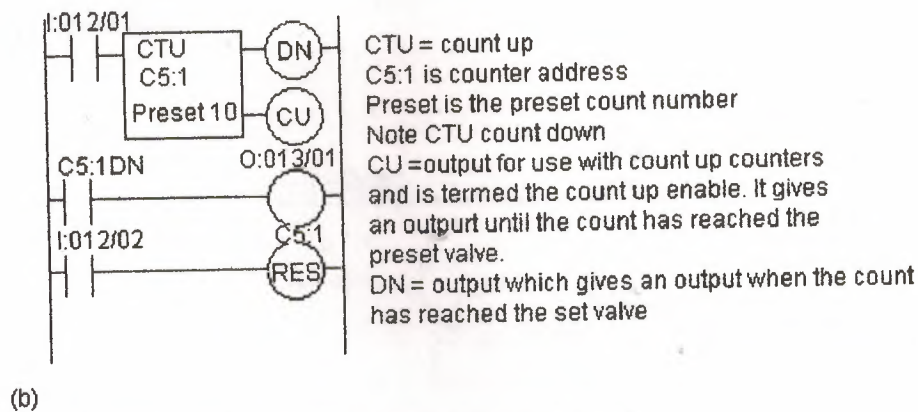 I:012/01
CTU
C5:1
Preset 10
DN
CU
C5:1DN
O:013/01
I:012/02
C5:1
RES
CTU = count up
C5:1 is counter address
Preset is the preset count number
Note CTU count down
CU =output for use with count up counters
and is termed the count up enable. It gives
an outpurt until the count has reached the
preset valve.
DN = output which gives an output when the count
has reached the set valve
(b)